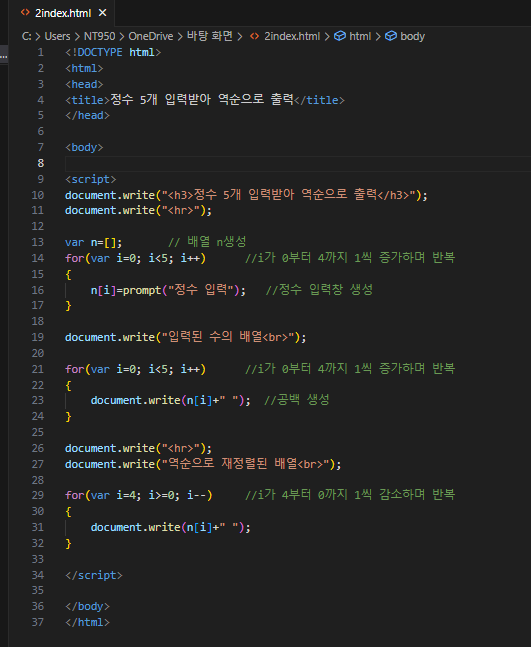 2index.html
C: > Users > NT950 > OneDrive > 바탕 화면 > 2index.html > html > body
1 <!DOCTYPE html>
2 <html>
3 <head>
4 <title>정수 5개 입력받아 역순으로 출력</title>
5 </head>
6
7 <body>
8
9 <script>
10 document.write("<h3>정수 5개 입력받아 역순으로 출력</h3>");
11 document.write("<hr>");
12
13 var n=[];       // 배열 n생성
14 for(var i=0; i<5; i++)      //i가 0부터 4까지 1씩 증가하며 반복
15 {
16     n[i]=prompt("정수 입력");   //정수 입력창 생성
17 }
18
19 document.write("입력된 수의 배열<br>");
20
21 for(var i=0; i<5; i++)      //i가 0부터 4까지 1씩 증가하며 반복
22 {
23     document.write(n[i]+" ");  //공백 생성
24 }
25
26 document.write("<hr>");
27 document.write("역순으로 재정렬된 배열<br>");
28
29 for(var i=4; i>=0; i--)     //i가 4부터 0까지 1씩 감소하며 반복
30 {
31     document.write(n[i]+" ");
32 }
33
34 </script>
35
36 </body>
37 </html>